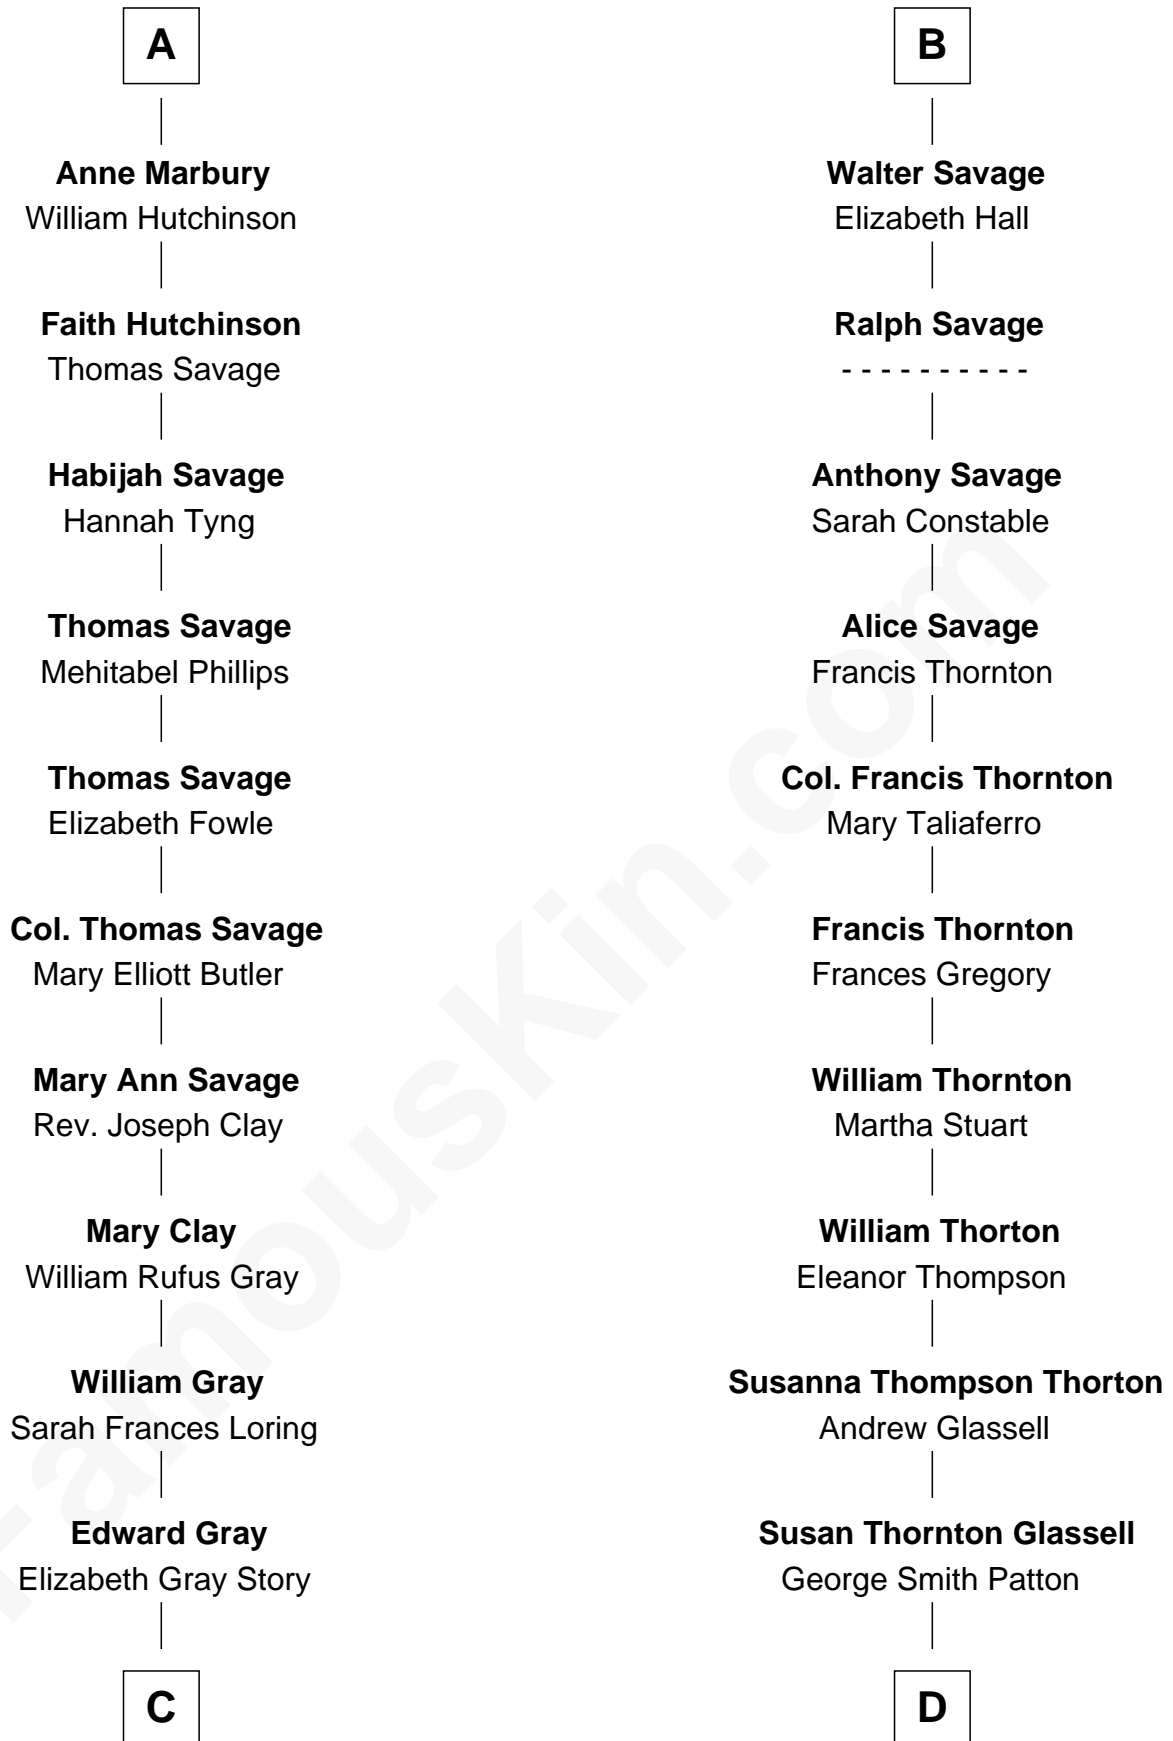 A
Anne Marbury
William Hutchinson
Faith Hutchinson
Thomas Savage
Habijah Savage
Hannah Tyng
Thomas Savage
Mehitabel Phillips
Thomas Savage
Elizabeth Fowle
Col. Thomas Savage
Mary Elliott Butler
Mary Ann Savage
Rev. Joseph Clay
Mary Clay
William Rufus Gray
William Gray
Sarah Frances Loring
Edward Gray
Elizabeth Gray Story
C
B
Walter Savage
Elizabeth Hall
Ralph Savage
- - - - - - - - - -
Anthony Savage
Sarah Constable
Alice Savage
Francis Thornton
Col. Francis Thornton
Mary Taliaferro
Francis Thornton
Frances Gregory
William Thornton
Martha Stuart
William Thorton
Eleanor Thompson
Susanna Thompson Thorton
Andrew Glassell
Susan Thornton Glassell
George Smith Patton
D
FamousKin.com